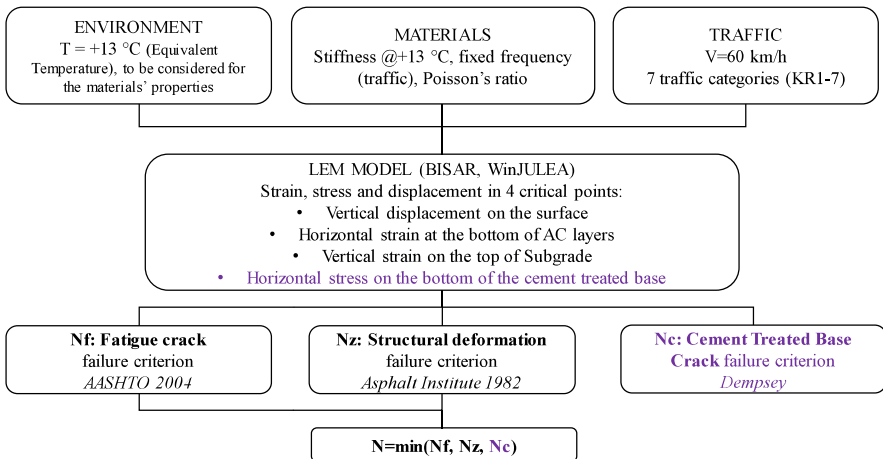 ENVIRONMENT
T = +13 °C (Equivalent
Temperature), to be considered for
the materials' properties
MATERIALS
Stiffness @+13 °C, fixed frequency
(traffic), Poisson's ratio
TRAFFIC
V=60 km/h
7 traffic categories (KR1-7)
LEM MODEL (BISAR, WinJULEA)
Strain, stress and displacement in 4 critical points:
• Vertical displacement on the surface
• Horizontal strain at the bottom of AC layers
• Vertical strain on the top of Subgrade
• Horizontal stress on the bottom of the cement treated base
Nf: Fatigue crack
failure criterion
AASHTO 2004
Nz: Structural deformation
failure criterion
Asphalt Institute 1982
Nc: Cement Treated Base
Crack failure criterion
Dempsey
N=min(Nf, Nz, Nc)